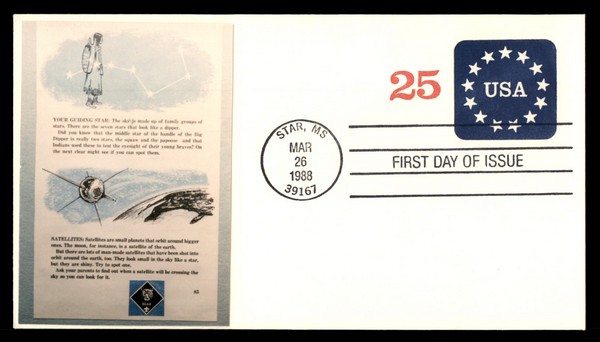 YOUR GUIDING STAR: The sky is made up of family groups of
stars. There are the seven stars that look like a dipper.
Did you know that the middle star of the handle of the Big
Dipper is really two stars, the squaw and the papoose – and that
Indians used these to test the eyesight of their young braves? On
the next clear night see if you can spot them.
SATELLITES: Satellites are small planets that orbit around bigger
ones. The moon, for instance, is a satellite of the earth.
But there are lots of man-made satellites that have been shot into
orbit around the earth, too. They look small in the sky like a star,
but they are shiny. Try to spot one.
Ask your parents to find out when a satellite will be crossing the
sky so you can look for it.
BEAR
25
USA
STAR, MS
MAR
26
1988
39167
FIRST DAY OF ISSUE